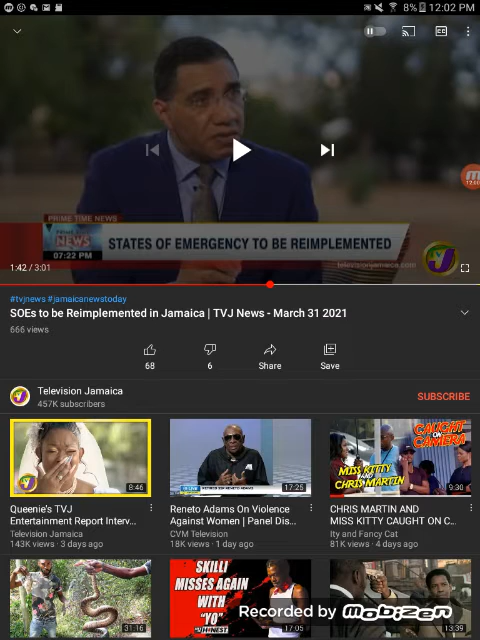 8% 12:02 PM
CC
PRIME TIME NEWS
PRIME TIME
NEWS
07:22 PM
STATES OF EMERGENCY TO BE REIMPLEMENTED
televisionjamaica.com
1:42 / 3:01
#tvjnews #jamaicanewstoday
SOEs to be Reimplemented in Jamaica | TVJ News - March 31 2021
666 views
68
6
Share
Save
Television Jamaica
457K subscribers
SUBSCRIBE
8:46
17:25
CAUGHT
ON
CAMERA
MISS KITTY
AND
CHRIS MARTIN
9:30
Queenie's TVJ
Entertainment Report Interv...
Television Jamaica
143K views · 3 days ago
Reneto Adams On Violence
Against Women | Panel Dis...
CVM Television
18K views · 1 day ago
CHRIS MARTIN AND
MISS KITTY CAUGHT ON C...
Ity and Fancy Cat
81K views · 4 days ago
31:16
SKILLI
MISSES AGAIN
WITH
"YO"
17:05
13:39
Recorded by Mobizen